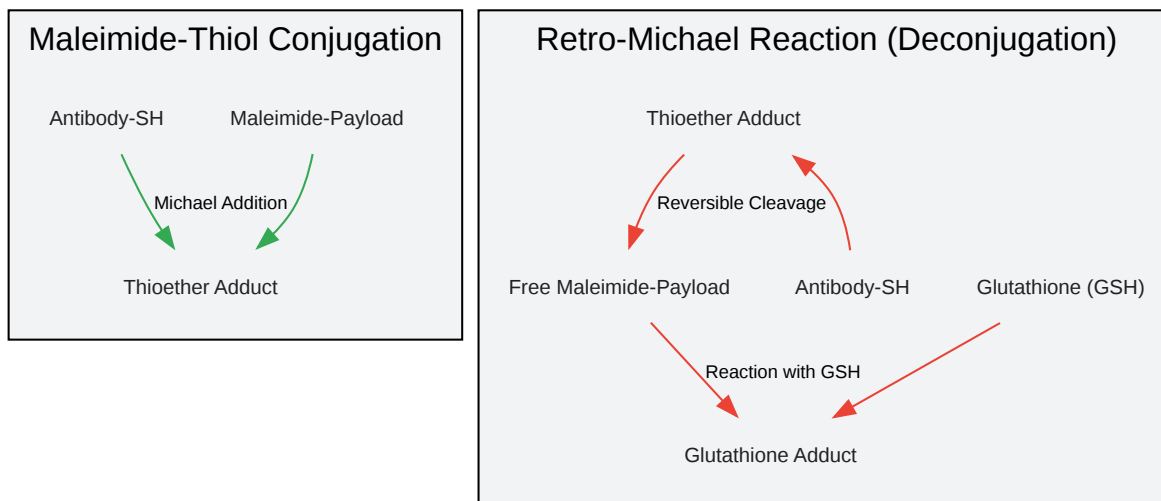 Maleimide-Thiol Conjugation
Antibody-SH
Maleimide-Payload
Michael Addition
Thioether Adduct
Retro-Michael Reaction (Deconjugation)
Thioether Adduct
Reversible Cleavage
Free Maleimide-Payload
Antibody-SH
Glutathione (GSH)
Reaction with GSH
Glutathione Adduct